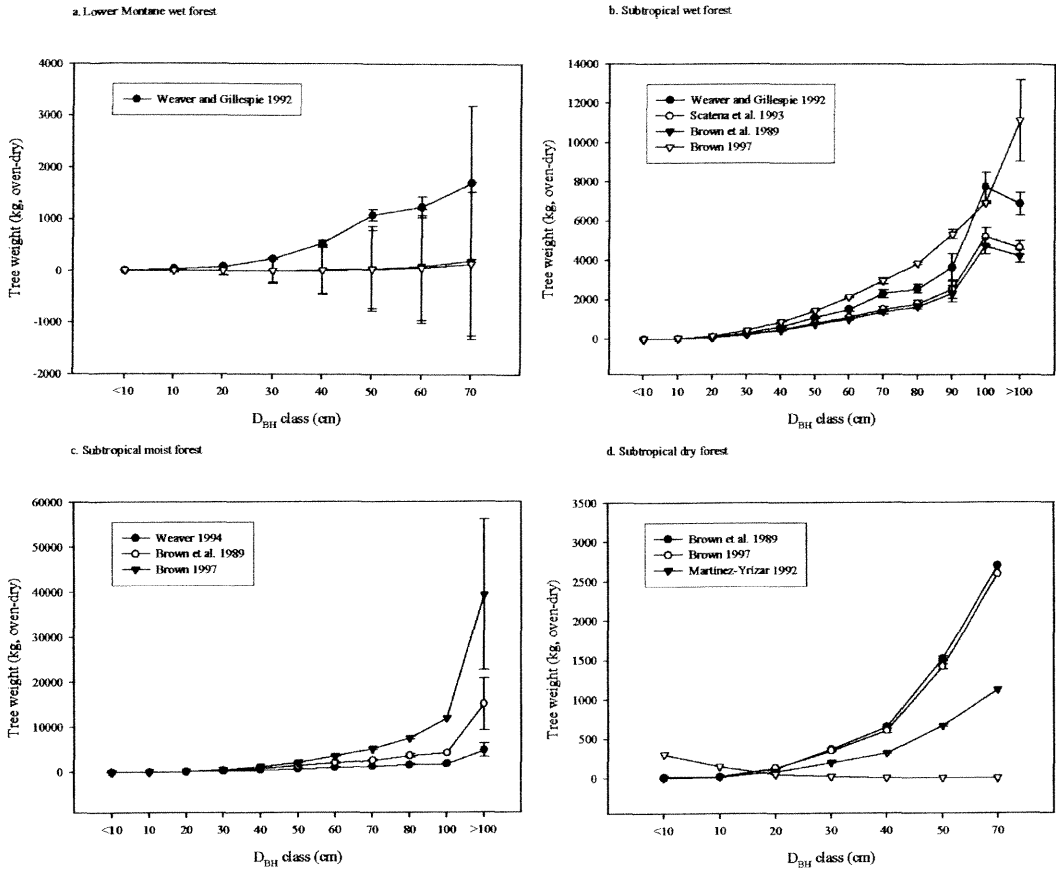 a. Lower Montane wet forest
4000
3000
2000
1000
0
-1000
-2000
Tree weight (kg, oven-dry)
Weaver and Gillespie 1992
<10 10 20 30 40 50 60 70
D_BH class (cm)
b. Subtropical wet forest
14000
12000
10000
8000
6000
4000
2000
0
Tree weight (kg, oven-dry)
Weaver and Gillespie 1992
Scatena et al. 1993
Brown et al. 1989
Brown 1997
<10 10 20 30 40 50 60 70 80 90 100 >100
D_BH class (cm)
c. Subtropical moist forest
60000
50000
40000
30000
20000
10000
0
Tree weight (kg, oven-dry)
Weaver 1994
Brown et al. 1989
Brown 1997
<10 10 20 30 40 50 60 70 80 100 >100
D_BH class (cm)
d. Subtropical dry forest
3500
3000
2500
2000
1500
1000
500
0
Tree weight (kg, oven-dry)
Brown et al. 1989
Brown 1997
Martinez-Yrizar 1992
<10 10 20 30 40 50 70
D_BH class (cm)